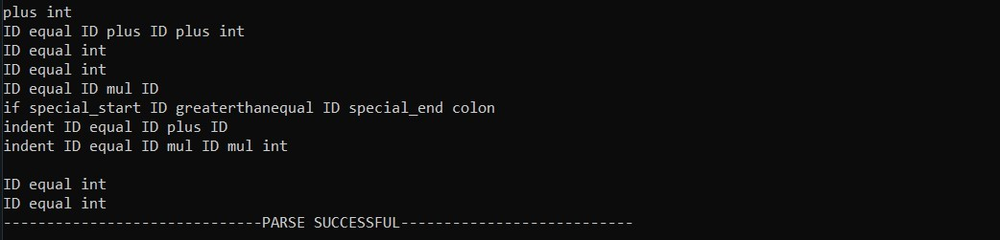 plus int
ID equal ID plus ID plus int
ID equal int
ID equal int
ID equal ID mul ID
if special_start ID greaterthanequal ID special_end colon
indent ID equal ID plus ID
indent ID equal ID mul ID mul int
ID equal int
ID equal int
------------------------------PARSE SUCCESSFUL---------------------------